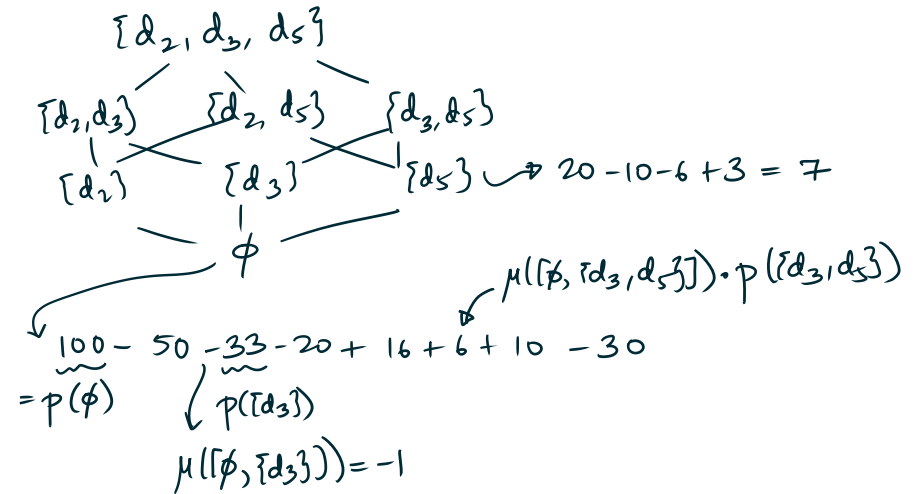 {d₂, d₃, d₅}
{d₂,d₃} {d₂, d₅} {d₃,d₅}
{d₂} {d₃} {d₅} → 20 - 10 - 6 + 3 = 7
ϕ
μ([ϕ, {d₃,d₅}]) · p({d₃,d₅})
100 - 50 - 33 - 20 + 16 + 6 + 10 - 30
= p(ϕ) p({d₃})
μ([ϕ, {d₃}]) = -1